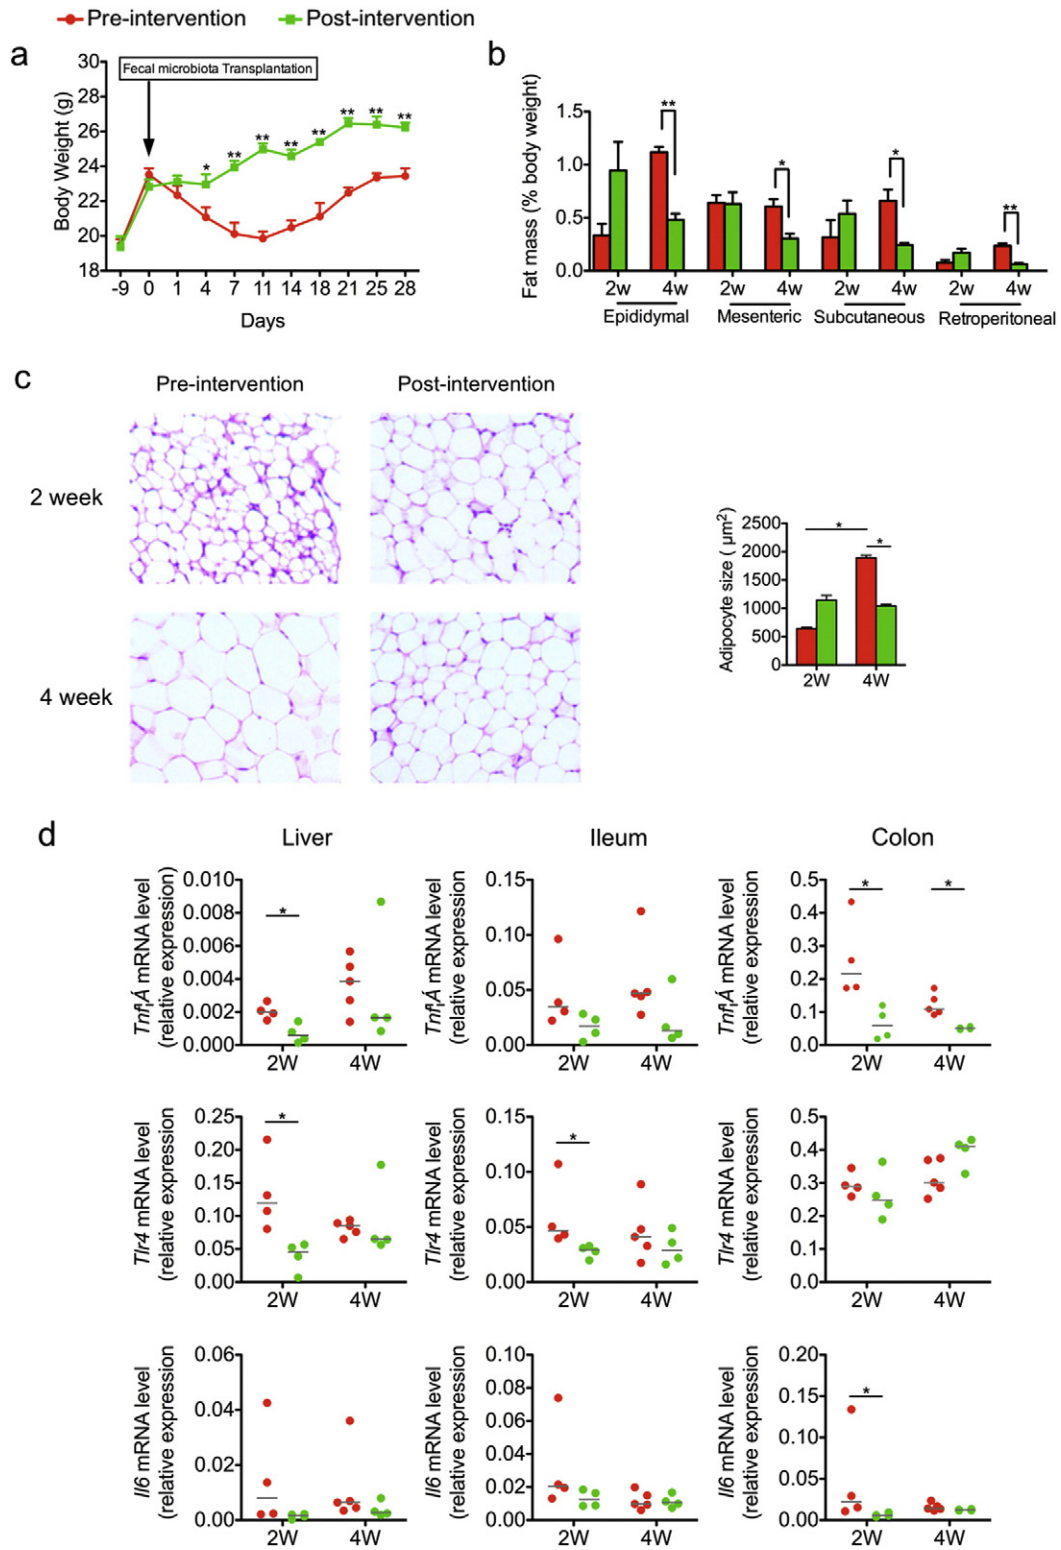 Pre-intervention Post-intervention
a
Fecal microbiota Transplantation
Body Weight (g)
30
28
26
24
22
20
18
* ** ** ** ** ** ** **
-9 0 1 4 7 11 14 18 21 25 28
Days
b
Fat mass (% body weight)
1.5
1.0
0.5
0.0
** * * **
2w 4w 2w 4w 2w 4w 2w 4w
Epididymal Mesenteric Subcutaneous Retroperitoneal
c
Pre-intervention Post-intervention
2 week
4 week
Adipocyte size ( µm-2)
2500
2000
1500
1000
500
0
* *
2W 4W
d
Liver Ileum Colon
Tnf¡Á mRNA level
(relative expression)
0.010
0.008
0.006
0.004
0.002
0.000
*
2W 4W
Tnf¡Á mRNA level
(relative expression)
0.15
0.10
0.05
0.00
2W 4W
Tnf¡Á mRNA level
(relative expression)
0.5
0.4
0.3
0.2
0.1
0.0
* *
2W 4W
Tlr4 mRNA level
(relative expression)
0.25
0.20
0.15
0.10
0.05
0.00
*
2W 4W
Tlr4 mRNA level
(relative expression)
0.15
0.10
0.05
0.00
*
2W 4W
Tlr4 mRNA level
(relative expression)
0.5
0.4
0.3
0.2
0.1
0.0
2W 4W
Il6 mRNA level
(relative expression)
0.06
0.04
0.02
0.00
2W 4W
Il6 mRNA level
(relative expression)
0.10
0.08
0.06
0.04
0.02
0.00
2W 4W
Il6 mRNA level
(relative expression)
0.20
0.15
0.10
0.05
0.00
*
2W 4W